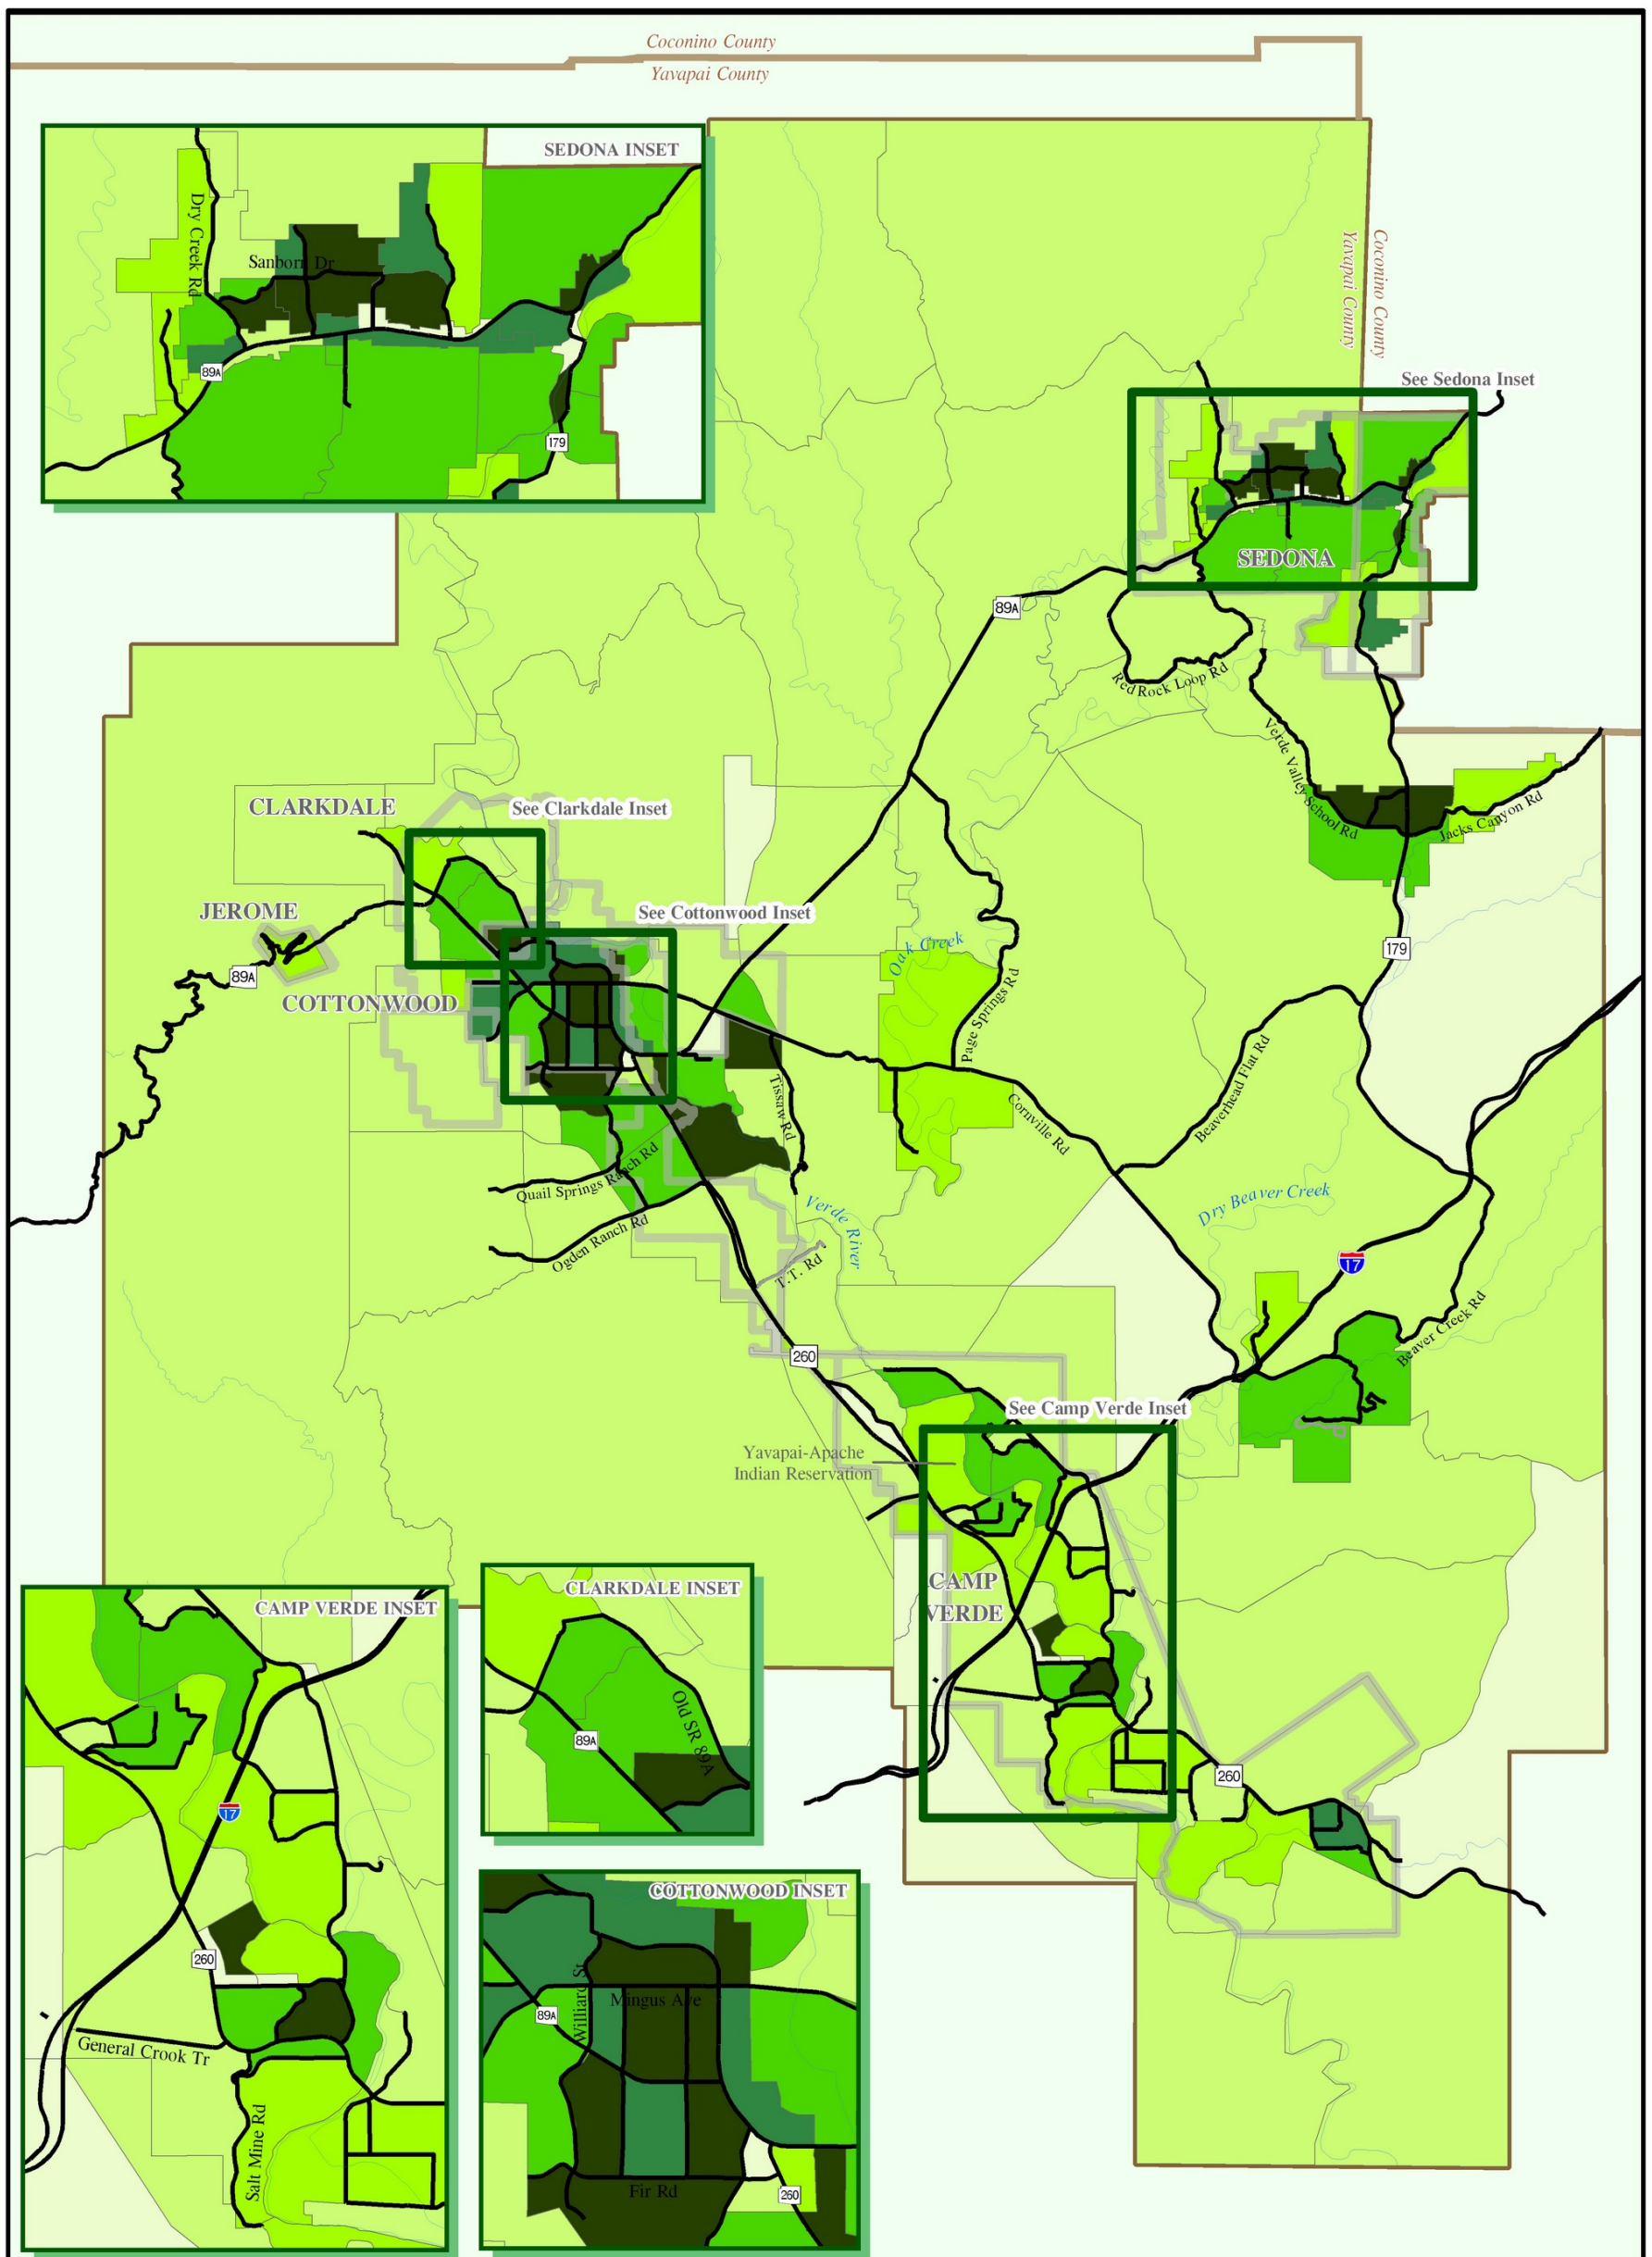 Coconino County
Yavapai County
SEDONA INSET
Dry Creek Rd
Sanborn Dr
89A
179
Coconino County
Yavapai County
See Sedona Inset
SEDONA
89A
Red Rock Loop Rd
Verde Valley School Rd
Jacks Canyon Rd
CLARKDALE
See Clarkdale Inset
JEROME
See Cottonwood Inset
89A
COTTONWOOD
Oak Creek
Page Springs Rd
179
Tissaw Rd
Cornville Rd
Beaverhead Flat Rd
Quail Springs Ranch Rd
Ogden Ranch Rd
Verde River
T.T. Rd
Dry Beaver Creek
17
Beaver Creek Rd
260
See Camp Verde Inset
Yavapai-Apache
Indian Reservation
CAMP
VERDE
260
CAMP VERDE INSET
17
260
General Crook Tr
Salt Mine Rd
CLARKDALE INSET
Old SR 89A
89A
COTTONWOOD INSET
Willard St
Mingus Ave
89A
Fir Rd
260